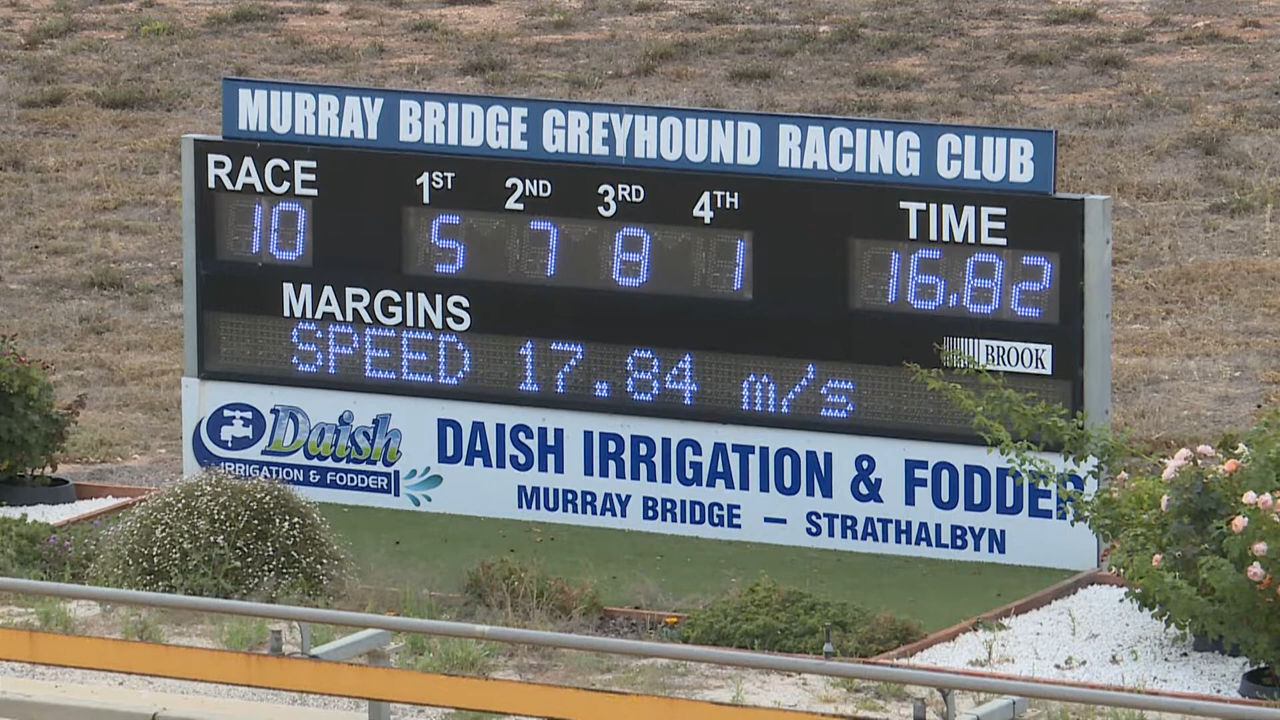 MURRAY BRIDGE GREYHOUND RACING CLUB
RACE 1ST 2ND 3RD 4TH TIME
10 5 7 8 1 16.82
MARGINS
SPEED 17.84 m/s
BROOK
Daish
IRRIGATION & FODDER
DAISH IRRIGATION & FODDER
MURRAY BRIDGE – STRATHALBYN